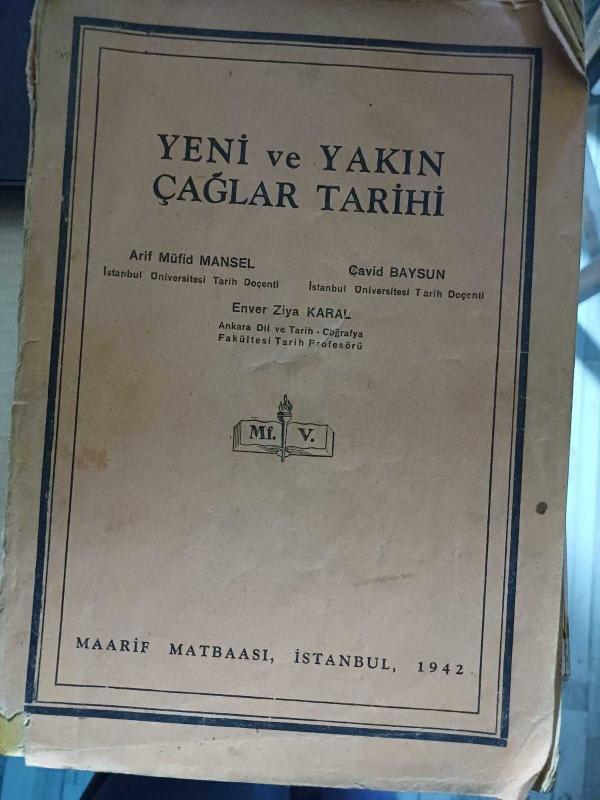 YENİ ve YAKIN
ÇAĞLAR TARİHİ
Arif Müfid MANSEL
İstanbul Üniversitesi Tarih Doçenti
Cavid BAYSUN
İstanbul Üniversitesi Tarih Doçenti
Enver Ziya KARAL
Ankara Dil ve Tarih - Coğrafya
Fakültesi Tarih Profesörü
Mf. V.
MAARİF MATBAASI, İSTANBUL, 1942